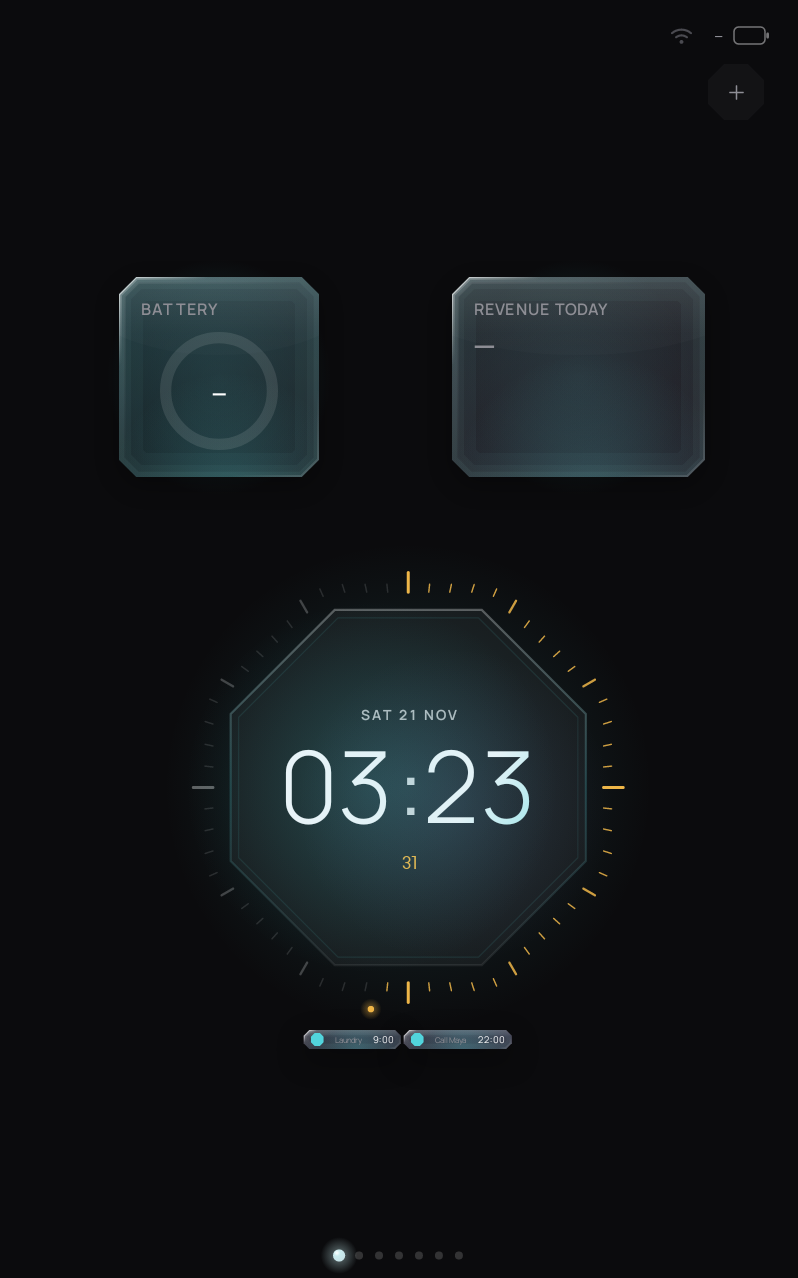 –
+
BATTERY
–
REVENUE TODAY
—
SAT 21 NOV
03:23
31
Laundry 9:00
Call Maya 22:00